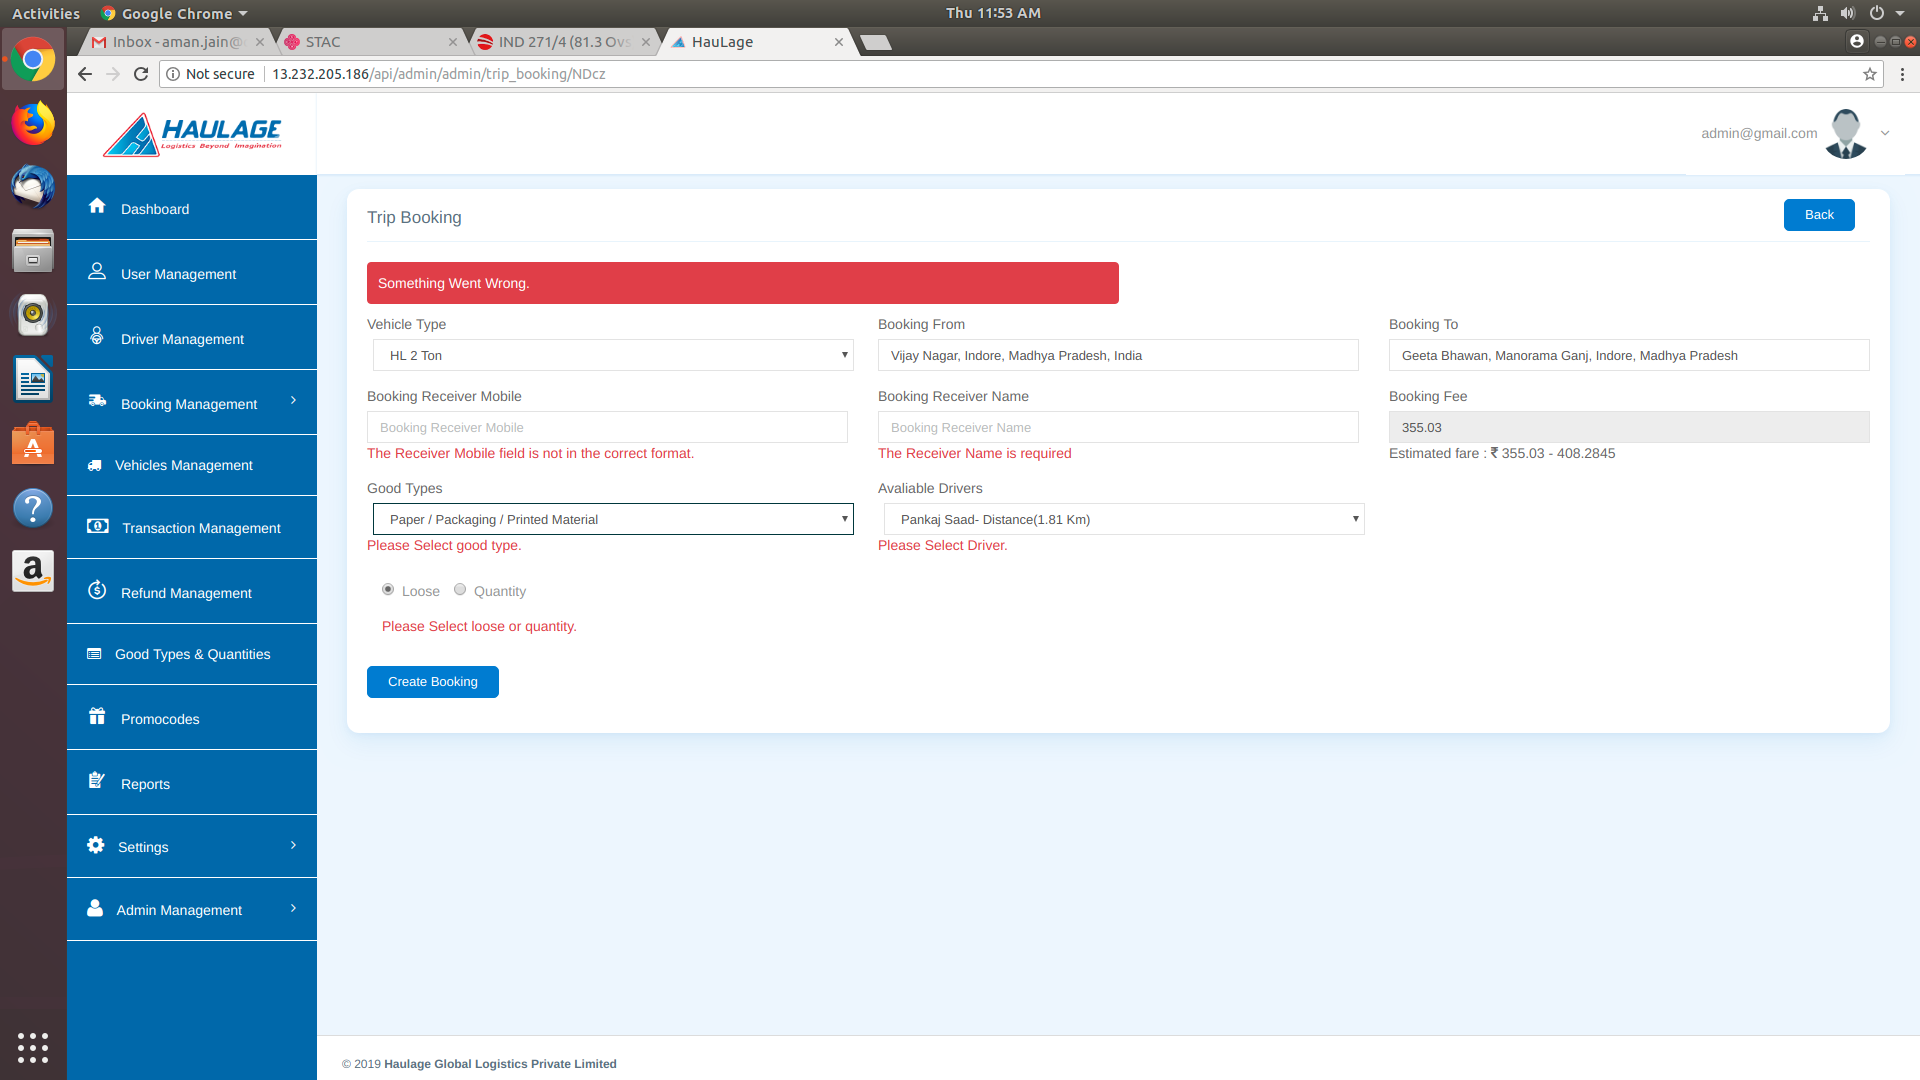 Activities Google Chrome Thu 11:53 AM
Inbox - aman.jain@ STAC IND 271/4 (81.3 Ovs HauLage
Not secure 13.232.205.186/api/admin/admin/trip_booking/NDcz
HAULAGE
Logistics Beyond Imagination
admin@gmail.com
Dashboard
User Management
Driver Management
Booking Management
Vehicles Management
Transaction Management
Refund Management
Good Types & Quantities
Promocodes
Reports
Settings
Admin Management
Trip Booking
Back
Something Went Wrong.
Vehicle Type Booking From Booking To
HL 2 Ton Vijay Nagar, Indore, Madhya Pradesh, India Geeta Bhawan, Manorama Ganj, Indore, Madhya Pradesh
Booking Receiver Mobile Booking Receiver Name Booking Fee
Booking Receiver Mobile Booking Receiver Name 355.03
The Receiver Mobile field is not in the correct format. The Receiver Name is required Estimated fare : ₹ 355.03 - 408.2845
Good Types Avaliable Drivers
Paper / Packaging / Printed Material Pankaj Saad- Distance(1.81 Km)
Please Select good type. Please Select Driver.
Loose Quantity
Please Select loose or quantity.
Create Booking
© 2019 Haulage Global Logistics Private Limited